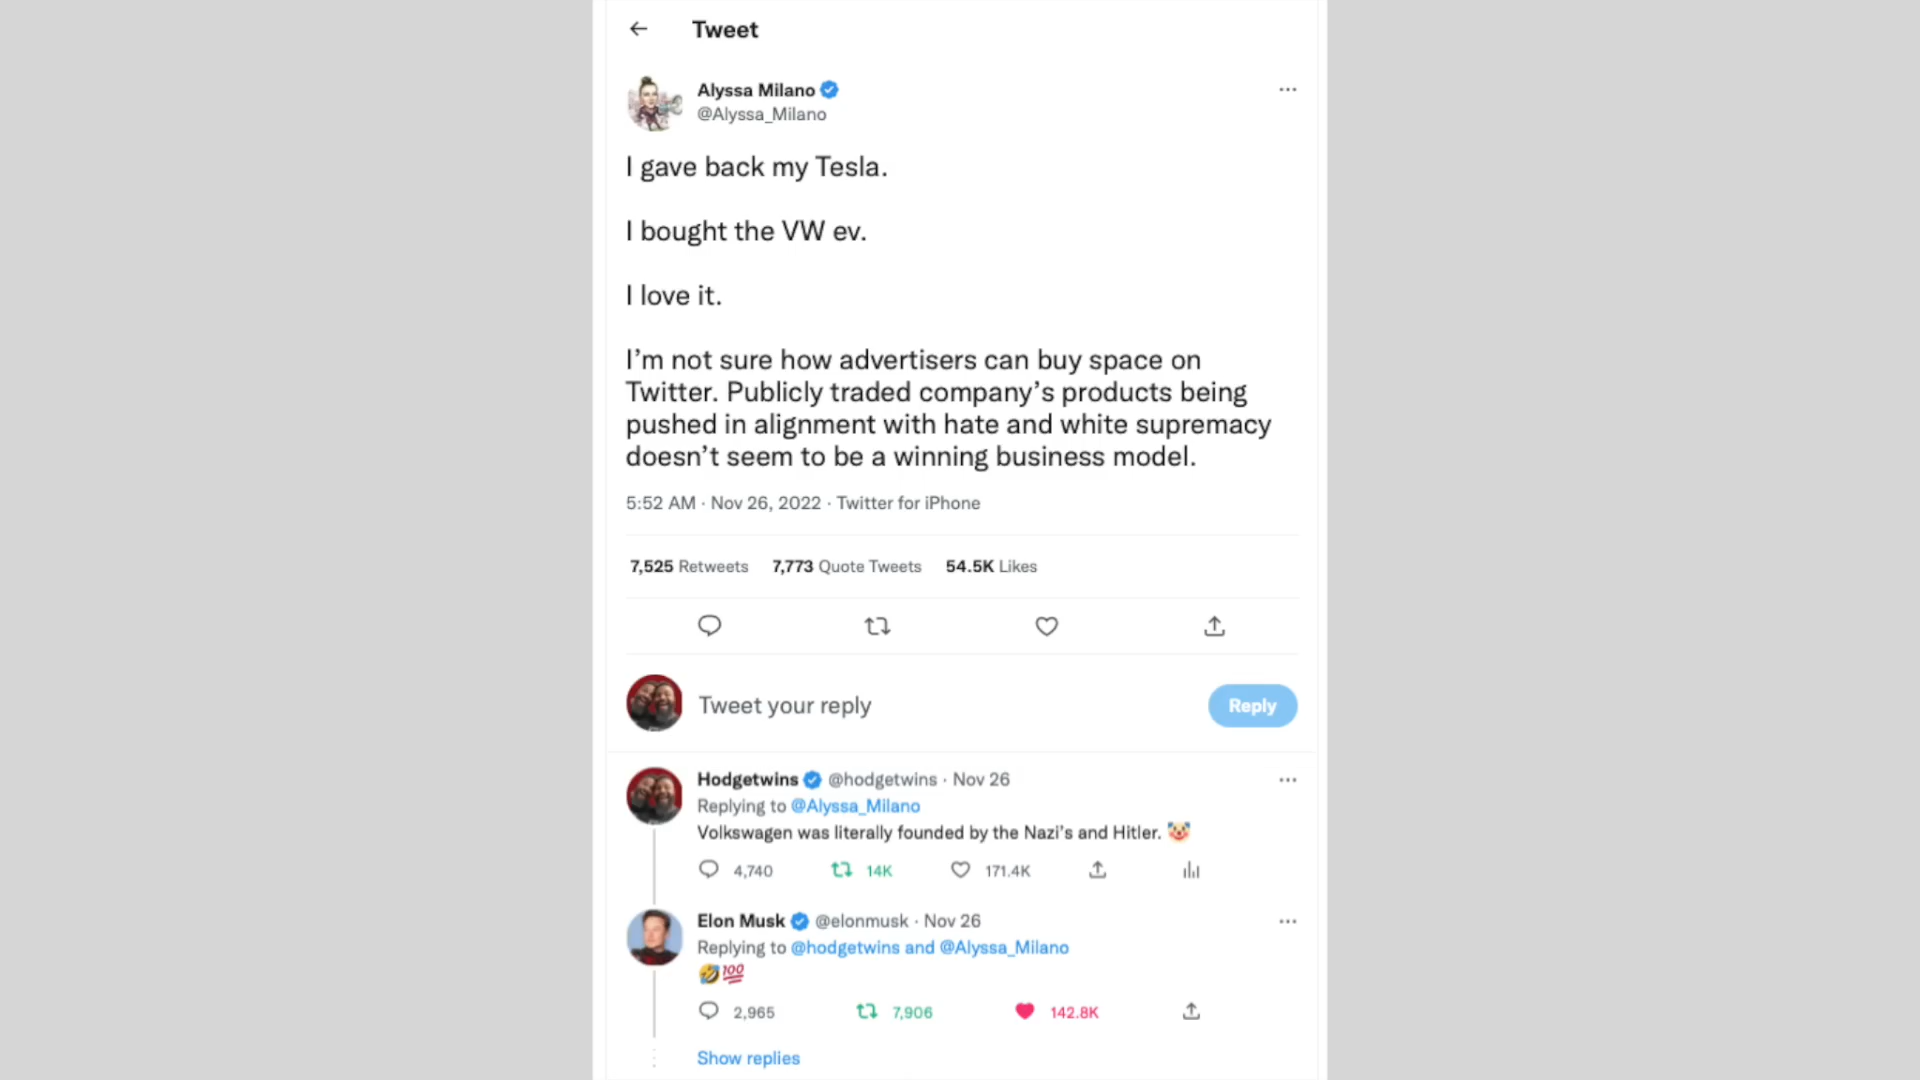 Tweet
Alyssa Milano
@Alyssa_Milano
I gave back my Tesla.
I bought the VW ev.
I love it.
I’m not sure how advertisers can buy space on
Twitter. Publicly traded company’s products being
pushed in alignment with hate and white supremacy
doesn’t seem to be a winning business model.
5:52 AM · Nov 26, 2022 · Twitter for iPhone
7,525 Retweets 7,773 Quote Tweets 54.5K Likes
Tweet your reply
Reply
Hodgetwins @hodgetwins · Nov 26
Replying to @Alyssa_Milano
Volkswagen was literally founded by the Nazi’s and Hitler. 🤡
4,740 14K 171.4K
Elon Musk @elonmusk · Nov 26
Replying to @hodgetwins and @Alyssa_Milano
🤣💯
2,965 7,906 142.8K
Show replies